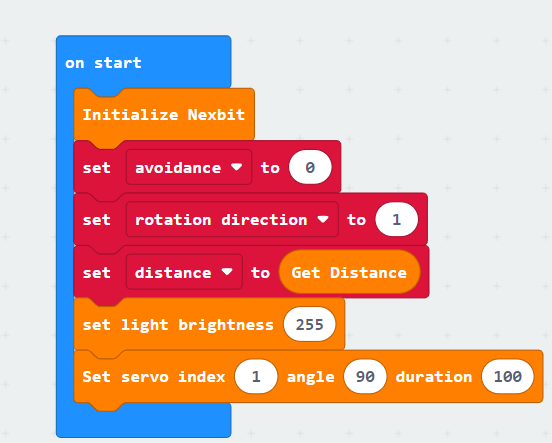 on start
Initialize Nexbit
set avoidance to 0
set rotation direction to 1
set distance to Get Distance
set light brightness 255
Set servo index 1 angle 90 duration 100